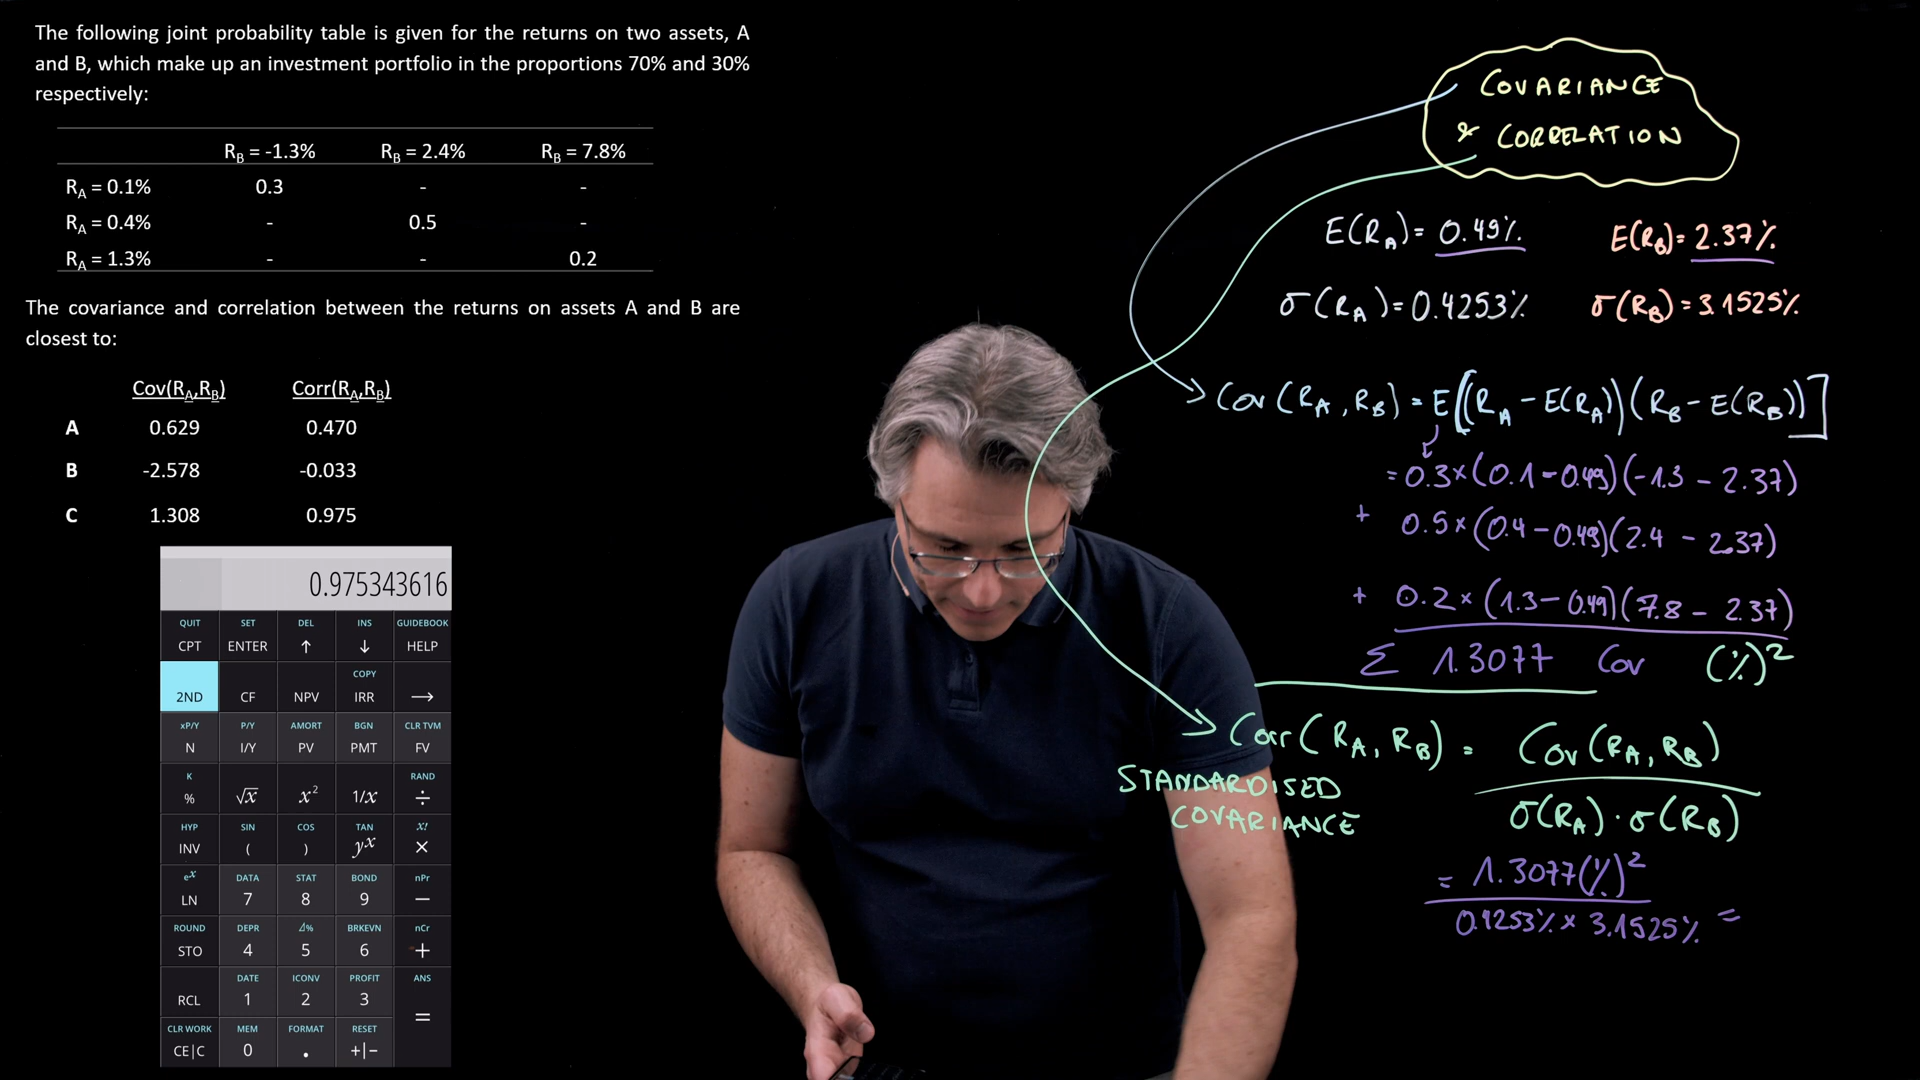 The following joint probability table is given for the returns on two assets, A
and B, which make up an investment portfolio in the proportions 70% and 30%
respectively:
R_B = -1.3% R_B = 2.4% R_B = 7.8%
R_A = 0.1% 0.3 - -
R_A = 0.4% - 0.5 -
R_A = 1.3% - - 0.2
The covariance and correlation between the returns on assets A and B are
closest to:
Cov(R_A,R_B) Corr(R_A,R_B)
A 0.629 0.470
B -2.578 -0.033
C 1.308 0.975
0.975343616
QUIT SET DEL INS GUIDEBOOK
CPT ENTER ↑ ↓ HELP
COPY
2ND CF NPV IRR →
xP/Y P/Y AMORT BGN CLR TVM
N I/Y PV PMT FV
K RAND
% √x x² 1/x ÷
HYP SIN COS TAN x!
INV ( ) yˣ ×
eˣ DATA STAT BOND nPr
LN 7 8 9 −
ROUND DEPR Δ% BRKEVN nCr
STO 4 5 6 +
DATE ICONV PROFIT ANS
RCL 1 2 3 =
CLR WORK MEM FORMAT RESET
CE|C 0 . +|−
COVARIANCE
& CORRELATION
E(R_A) = 0.49% E(R_B) = 2.37%
σ(R_A) = 0.4253% σ(R_B) = 3.1525%
Cov(R_A, R_B) = E[(R_A − E(R_A))(R_B − E(R_B))]
= 0.3×(0.1−0.49)(−1.3 − 2.37)
+ 0.5×(0.4−0.49)(2.4 − 2.37)
+ 0.2×(1.3−0.49)(7.8 − 2.37)
Σ 1.3077 Cov (%)²
Corr(R_A, R_B) = Cov(R_A, R_B)
σ(R_A)·σ(R_B)
STANDARDISED
COVARIANCE
= 1.3077(%)²
0.4253% × 3.1525% =